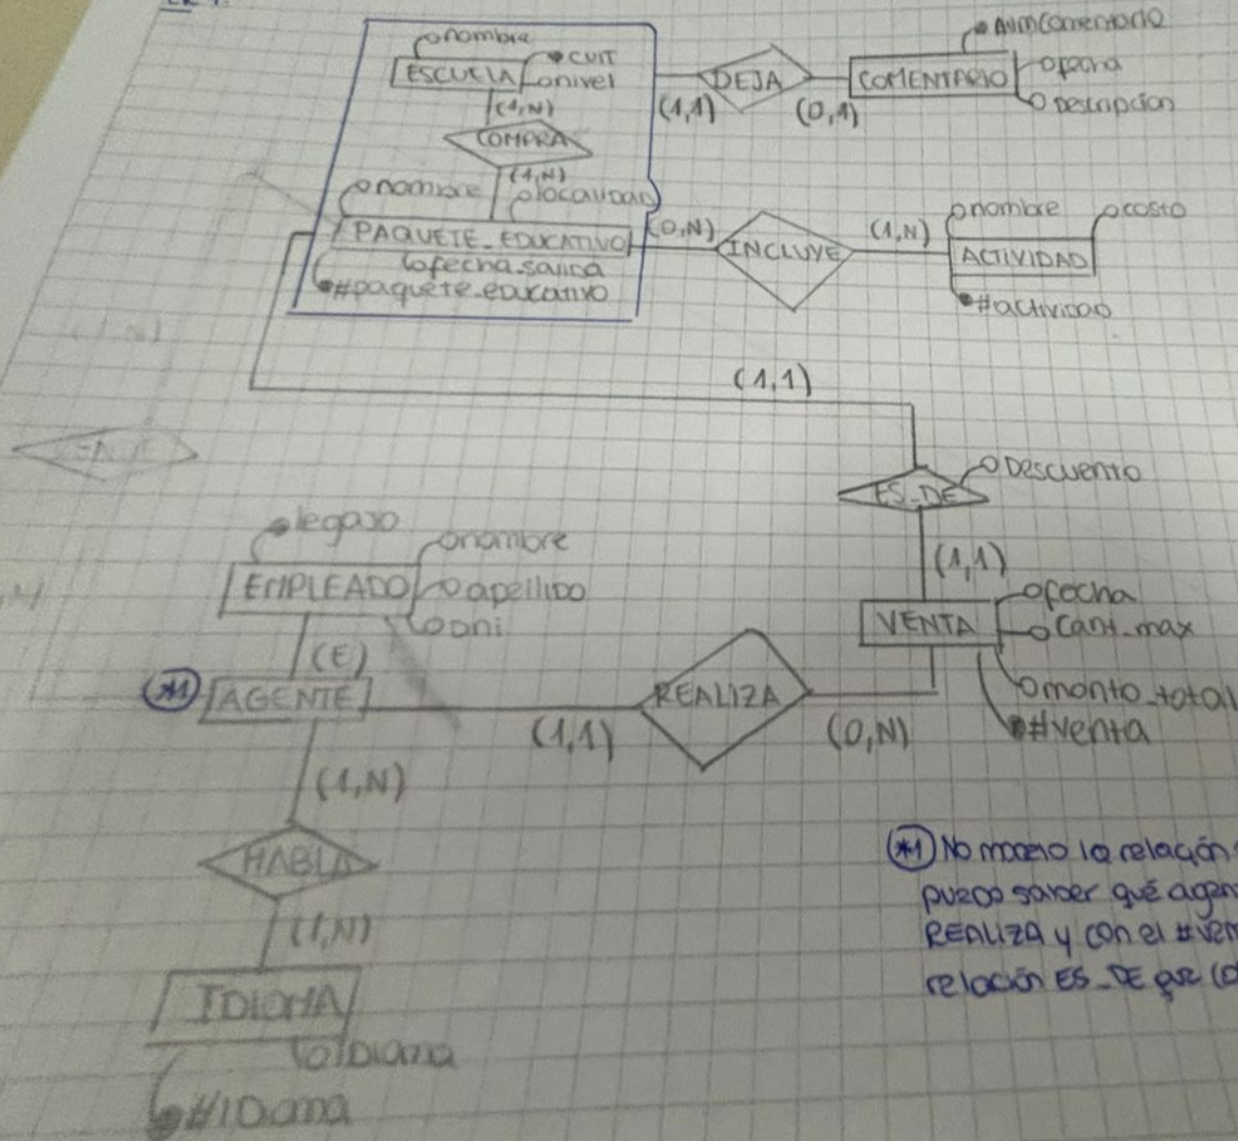 nombre
CUIT
ESCUELA
nivel
(1,N)
COMPRA
(1,N)
nombre
localidad
PAQUETE_EDUCATIVO
fecha_salida
#paquete_educativo
(1,1)
DEJA
(0,1)
COMENTARIO
NumComentario
fecha
Descripcion
(0,N)
INCLUYE
(1,N)
nombre
costo
ACTIVIDAD
#actividad
(1,1)
ES_DE
Descuento
(1,1)
VENTA
fecha
cant_max
monto_total
#venta
legajo
EMPLEADO
nombre
apellido
DNI
(E)
*1 AGENTE
(1,1)
REALIZA
(0,N)
(1,N)
HABLA
(1,N)
IDIOMA
idioma
#idioma
*1 No modelo la relación
puedo saber qué agen
REALIZA y con el #ven
relación ES_DE que (o